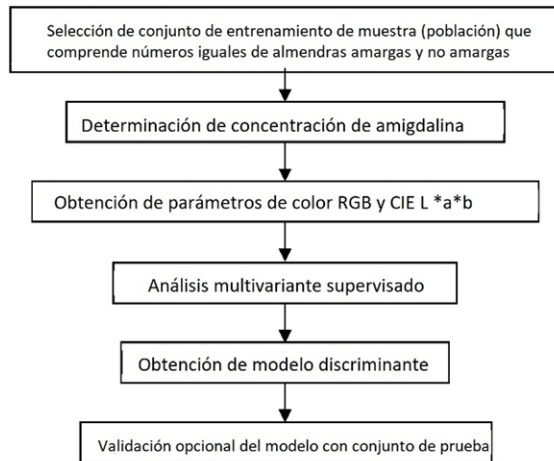 Selección de conjunto de entrenamiento de muestra (población) que
comprende números iguales de almendras amargas y no amargas
Determinación de concentración de amigdalina
Obtención de parámetros de color RGB y CIE L *a*b
Análisis multivariante supervisado
Obtención de modelo discriminante
Validación opcional del modelo con conjunto de prueba